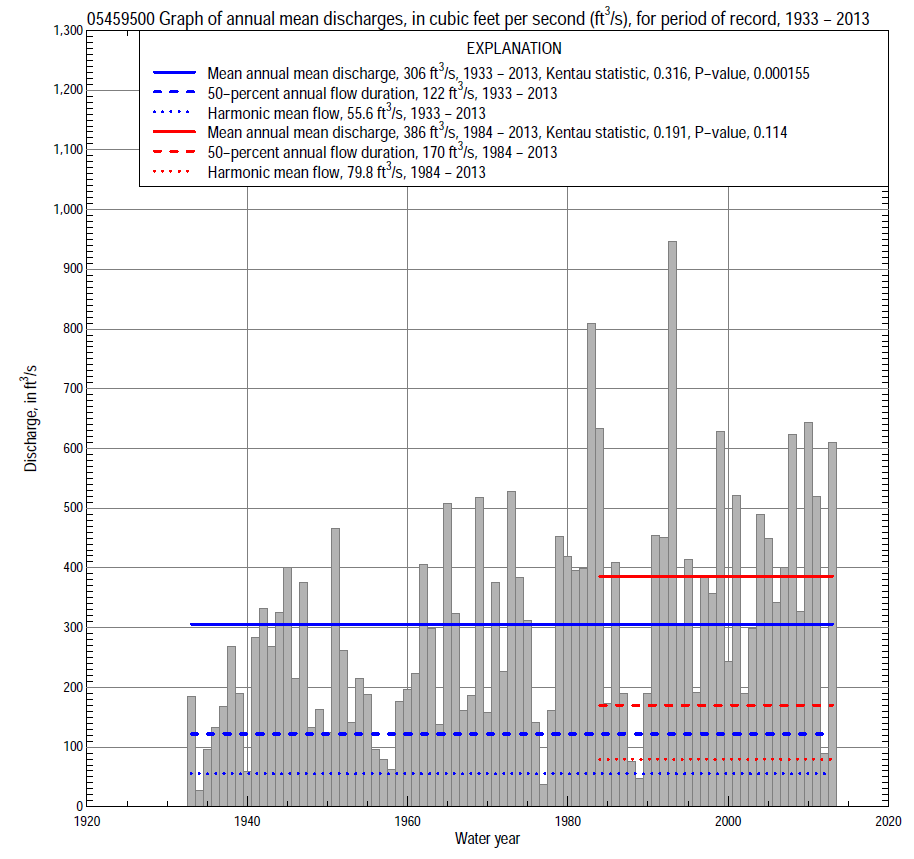 05459500 Graph of annual mean discharges, in cubic feet per second (ft³/s), for period of record, 1933 – 2013
EXPLANATION
Mean annual mean discharge, 306 ft³/s, 1933 – 2013, Kentau statistic, 0.316, P–value, 0.000155
50–percent annual flow duration, 122 ft³/s, 1933 – 2013
Harmonic mean flow, 55.6 ft³/s, 1933 – 2013
Mean annual mean discharge, 386 ft³/s, 1984 – 2013, Kentau statistic, 0.191, P–value, 0.114
50–percent annual flow duration, 170 ft³/s, 1984 – 2013
Harmonic mean flow, 79.8 ft³/s, 1984 – 2013
1,300
1,200
1,100
1,000
900
800
700
600
500
400
300
200
100
0
Discharge, in ft³/s
1920
1940
1960
1980
2000
2020
Water year